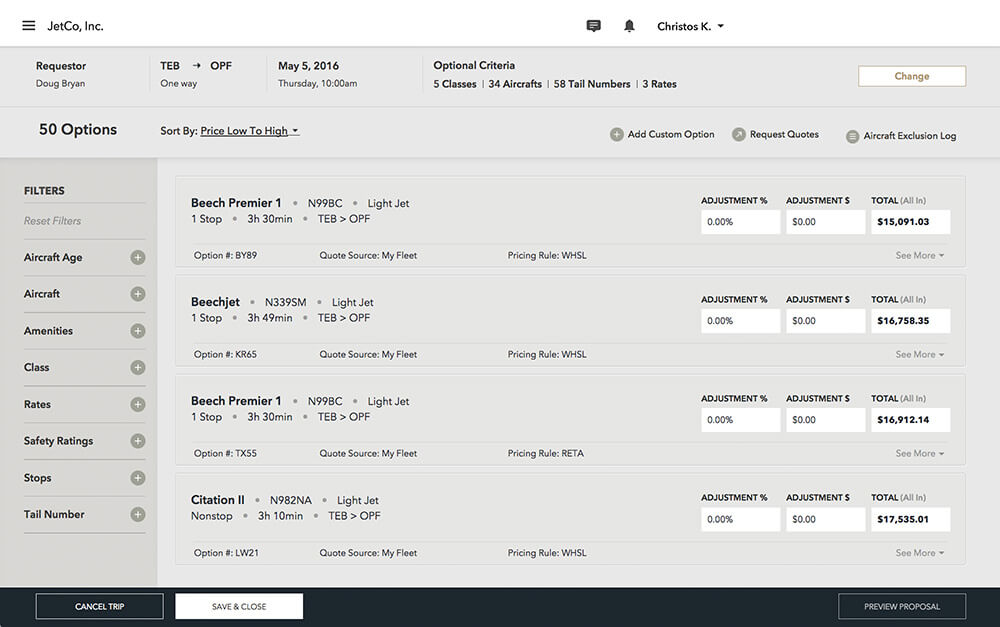 JetCo, Inc.
Christos K.
Requestor
Doug Bryan
TEB → OPF
One way
May 5, 2016
Thursday, 10:00am
Optional Criteria
5 Classes | 34 Aircrafts | 58 Tail Numbers | 3 Rates
Change
50 Options
Sort By: Price Low To High
Add Custom Option
Request Quotes
Aircraft Exclusion Log
FILTERS
Reset Filters
Aircraft Age
Aircraft
Amenities
Class
Rates
Safety Ratings
Stops
Tail Number
Beech Premier 1 • N99BC • Light Jet
1 Stop • 3h 30min • TEB > OPF
ADJUSTMENT % ADJUSTMENT $ TOTAL (All In)
0.00% $0.00 $15,091.03
Option #: BY89 Quote Source: My Fleet Pricing Rule: WHSL See More
Beechjet • N339SM • Light Jet
1 Stop • 3h 49min • TEB > OPF
ADJUSTMENT % ADJUSTMENT $ TOTAL (All In)
0.00% $0.00 $16,758.35
Option #: KR65 Quote Source: My Fleet Pricing Rule: WHSL See More
Beech Premier 1 • N99BC • Light Jet
1 Stop • 3h 30min • TEB > OPF
ADJUSTMENT % ADJUSTMENT $ TOTAL (All In)
0.00% $0.00 $16,912.14
Option #: TX55 Quote Source: My Fleet Pricing Rule: RETA See More
Citation II • N982NA • Light Jet
Nonstop • 3h 10min • TEB > OPF
ADJUSTMENT % ADJUSTMENT $ TOTAL (All In)
0.00% $0.00 $17,535.01
Option #: LW21 Quote Source: My Fleet Pricing Rule: WHSL See More
CANCEL TRIP
SAVE & CLOSE
PREVIEW PROPOSAL